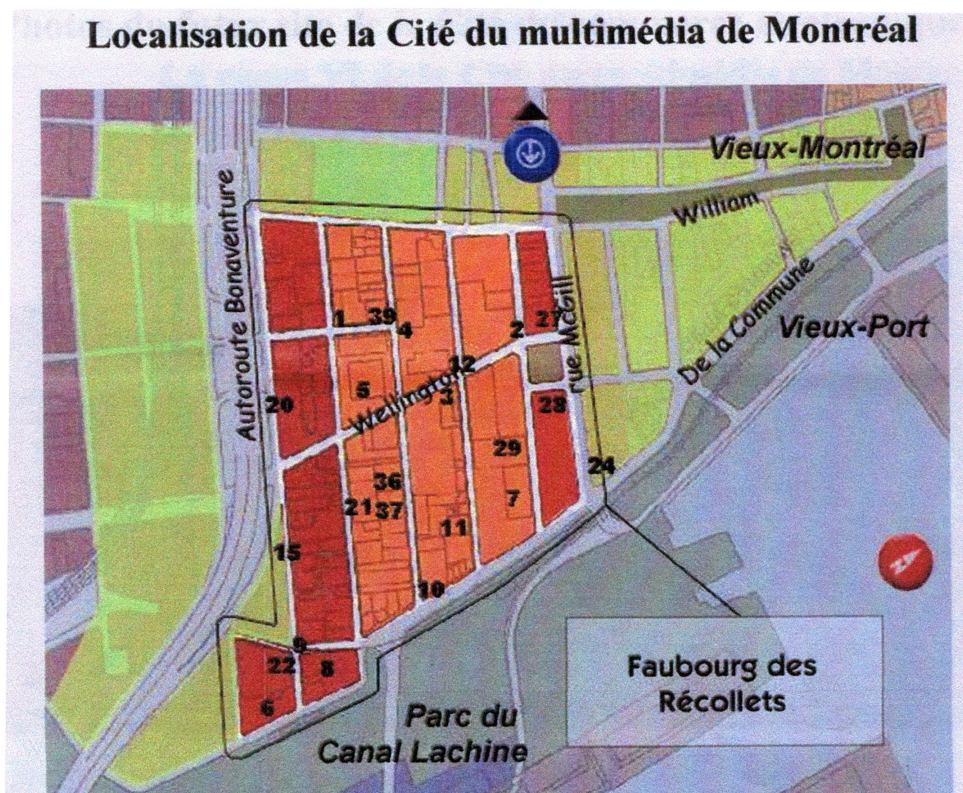 Localisation de la Cité du multimédia de Montréal
Vieux-Montréal
William
Autoroute Bonaventure
De la Commune
Vieux-Port
rue McGill
1
39
4
2
27
12
20
5
Wellington
3
28
29
24
36
7
21
37
11
15
10
9
22
8
6
N
Faubourg des
Récollets
Parc du
Canal Lachine